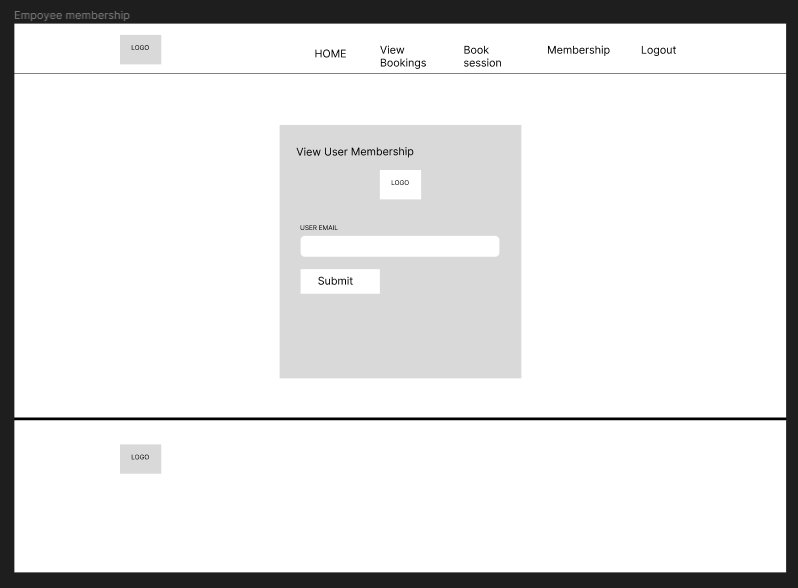 Empoyee membership
LOGO
HOME
View
Bookings
Book
session
Membership
Logout
View User Membership
LOGO
USER EMAIL
Submit
LOGO